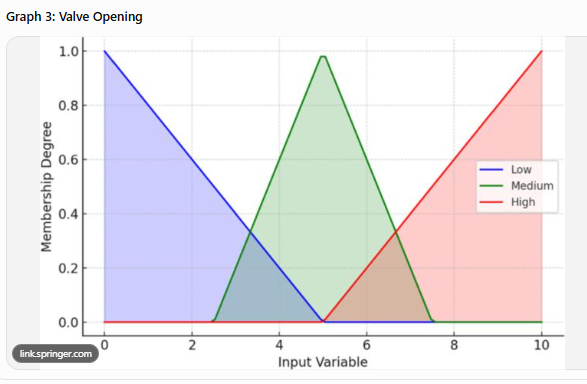 Graph 3: Valve Opening
1.0
0.8
0.6
0.4
0.2
0.0
Membership Degree
Low
Medium
High
0 2 4 6 8 10
Input Variable
link.springer.com